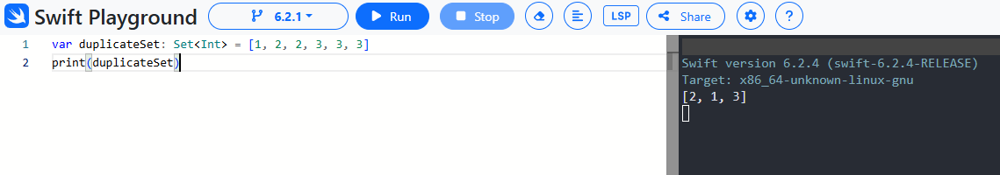 Swift Playground 6.2.1 Run Stop LSP Share ?
1 var duplicateSet: Set<Int> = [1, 2, 2, 3, 3, 3]
2 print(duplicateSet)
Swift version 6.2.4 (swift-6.2.4-RELEASE)
Target: x86_64-unknown-linux-gnu
[2, 1, 3]